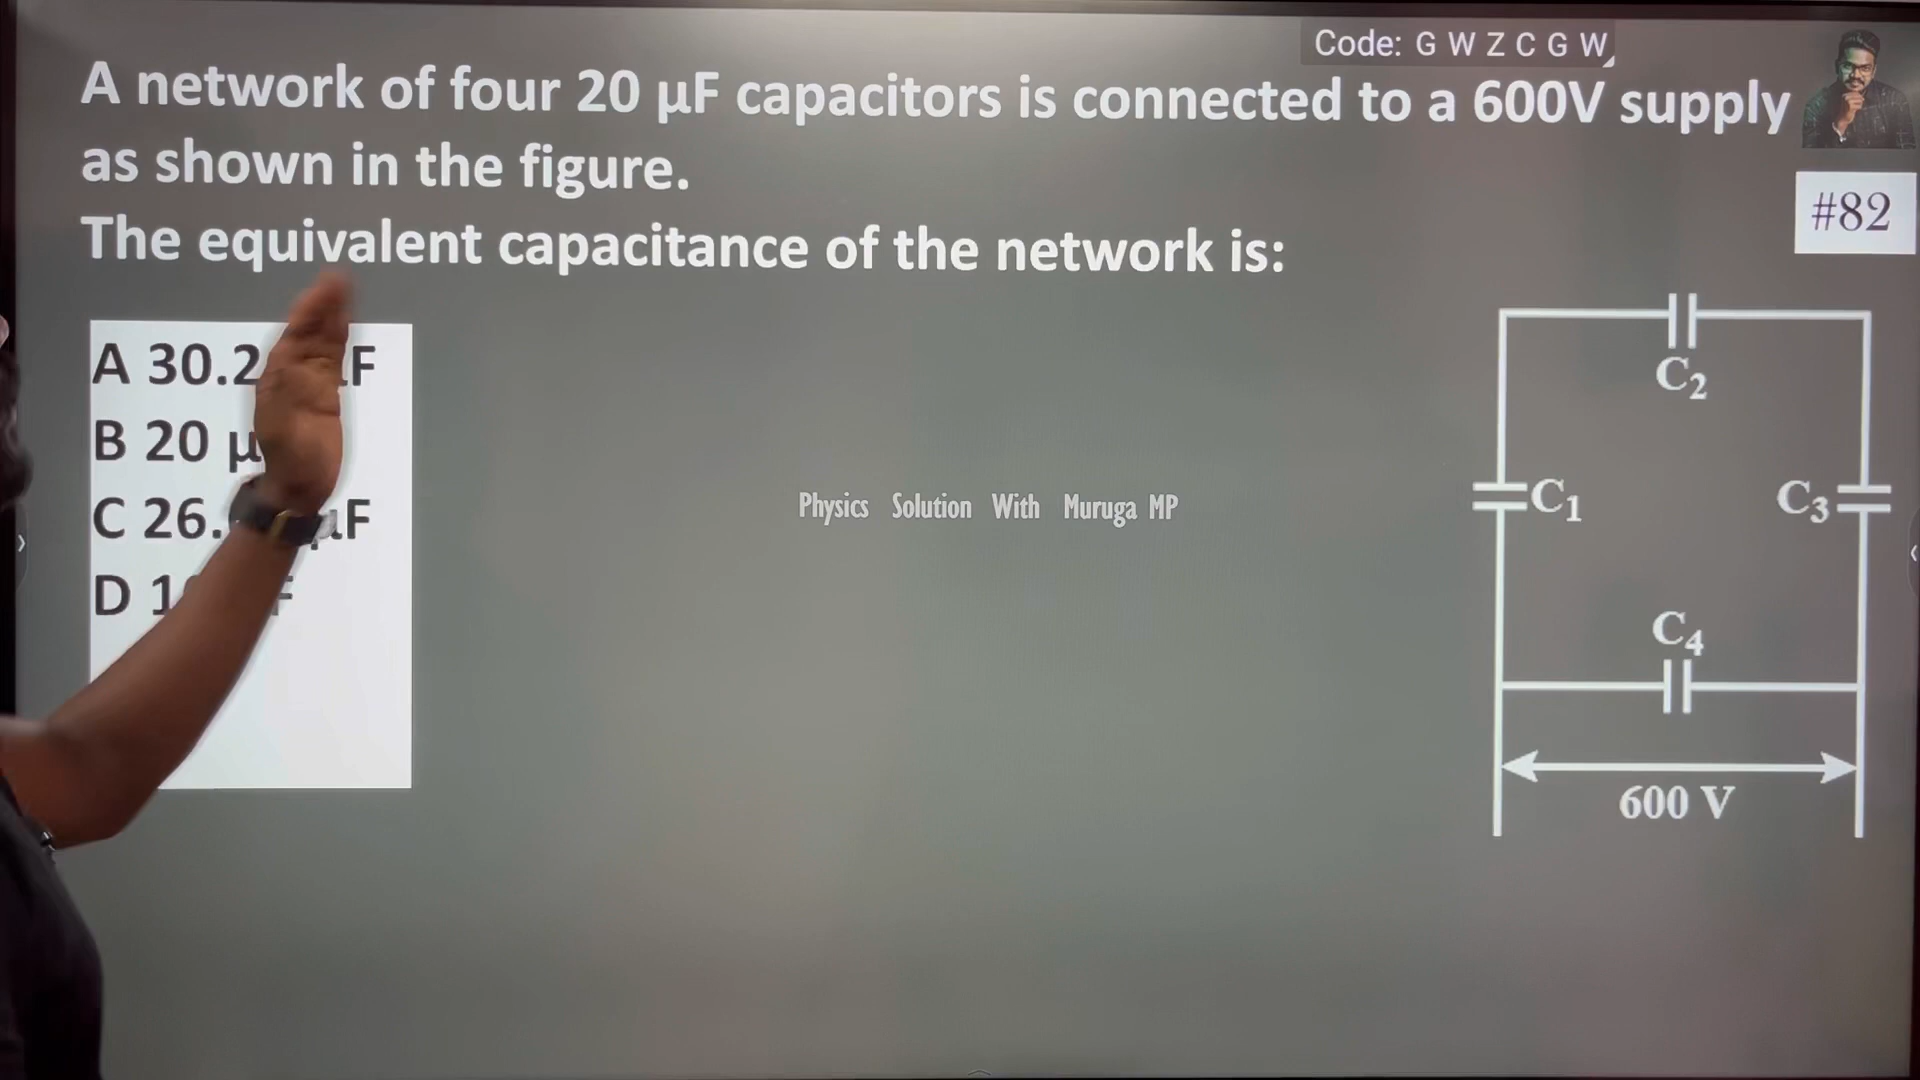 Code: G W Z C G W
A network of four 20 µF capacitors is connected to a 600V supply
as shown in the figure.
#82
The equivalent capacitance of the network is:
A 30.2 F
B 20 µ
C 26. µF
D 1 F
C2
C1
C3
C4
600 V
Physics Solution With Muruga MP